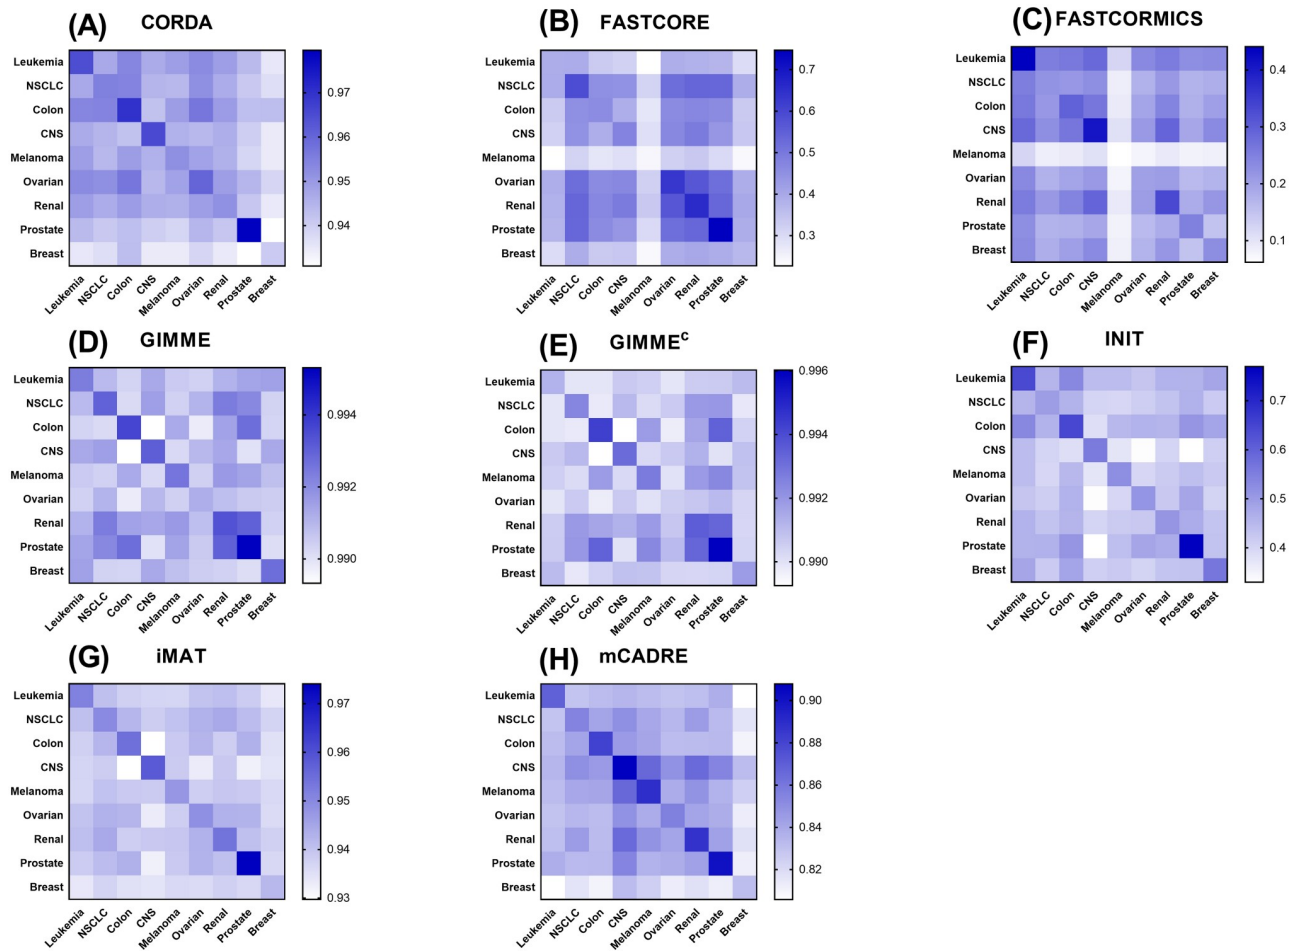 (A) CORDA
Leukemia
NSCLC
Colon
CNS
Melanoma
Ovarian
Renal
Prostate
Breast
0.97
0.96
0.95
0.94
Leukemia NSCLC Colon CNS Melanoma Ovarian Renal Prostate Breast
(B) FASTCORE
Leukemia
NSCLC
Colon
CNS
Melanoma
Ovarian
Renal
Prostate
Breast
0.7
0.6
0.5
0.4
0.3
Leukemia NSCLC Colon CNS Melanoma Ovarian Renal Prostate Breast
(C) FASTCORMICS
Leukemia
NSCLC
Colon
CNS
Melanoma
Ovarian
Renal
Prostate
Breast
0.4
0.3
0.2
0.1
Leukemia NSCLC Colon CNS Melanoma Ovarian Renal Prostate Breast
(D) GIMME
Leukemia
NSCLC
Colon
CNS
Melanoma
Ovarian
Renal
Prostate
Breast
0.994
0.992
0.990
Leukemia NSCLC Colon CNS Melanoma Ovarian Renal Prostate Breast
(E) GIMMEᶜ
Leukemia
NSCLC
Colon
CNS
Melanoma
Ovarian
Renal
Prostate
Breast
0.996
0.994
0.992
0.990
Leukemia NSCLC Colon CNS Melanoma Ovarian Renal Prostate Breast
(F) INIT
Leukemia
NSCLC
Colon
CNS
Melanoma
Ovarian
Renal
Prostate
Breast
0.7
0.6
0.5
0.4
Leukemia NSCLC Colon CNS Melanoma Ovarian Renal Prostate Breast
(G) iMAT
Leukemia
NSCLC
Colon
CNS
Melanoma
Ovarian
Renal
Prostate
Breast
0.97
0.96
0.95
0.94
0.93
Leukemia NSCLC Colon CNS Melanoma Ovarian Renal Prostate Breast
(H) mCADRE
Leukemia
NSCLC
Colon
CNS
Melanoma
Ovarian
Renal
Prostate
Breast
0.90
0.88
0.86
0.84
0.82
Leukemia NSCLC Colon CNS Melanoma Ovarian Renal Prostate Breast